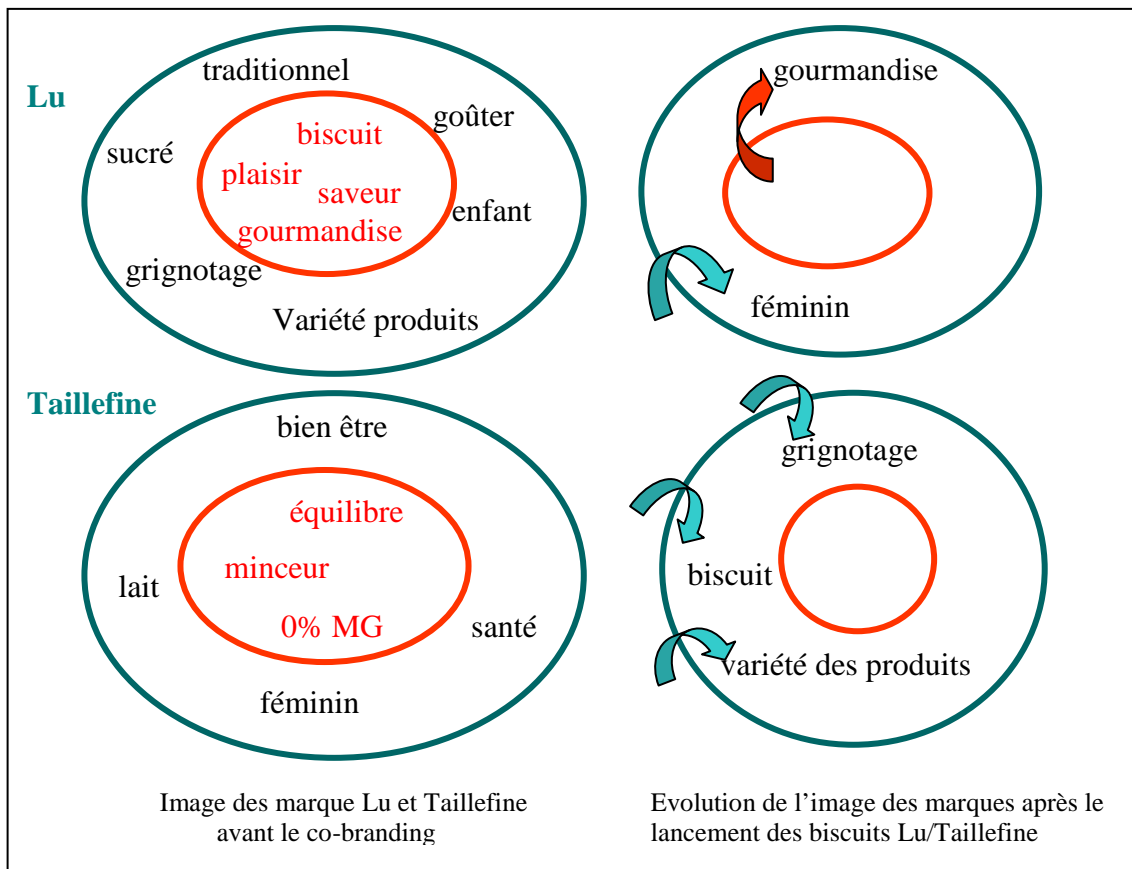 Lu
traditionnel
goûter
biscuit
sucré
plaisir
saveur
enfant
gourmandise
grignotage
Variété produits
gourmandise
féminin
Taillefine
bien être
équilibre
minceur
lait
0% MG
santé
féminin
grignotage
biscuit
variété des produits
Image des marque Lu et Taillefine
avant le co-branding
Evolution de l’image des marques après le
lancement des biscuits Lu/Taillefine